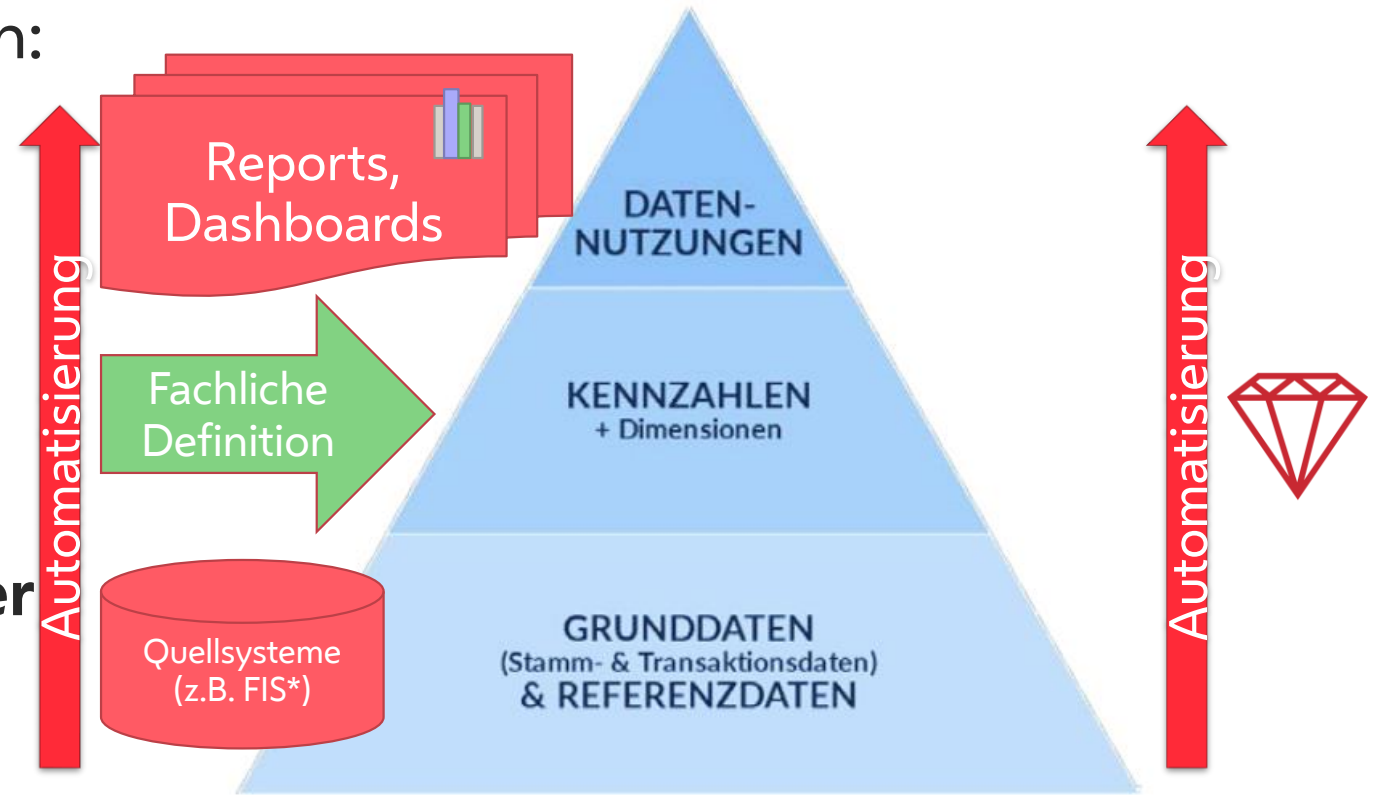 n:
Reports,
Dashboards
DATEN-
NUTZUNGEN
Automatisierung
Fachliche
Definition
KENNZAHLEN
+ Dimensionen
Automatisierung
er
Quellsysteme
(z.B. FIS*)
GRUNDDATEN
(Stamm- & Transaktionsdaten)
& REFERENZDATEN